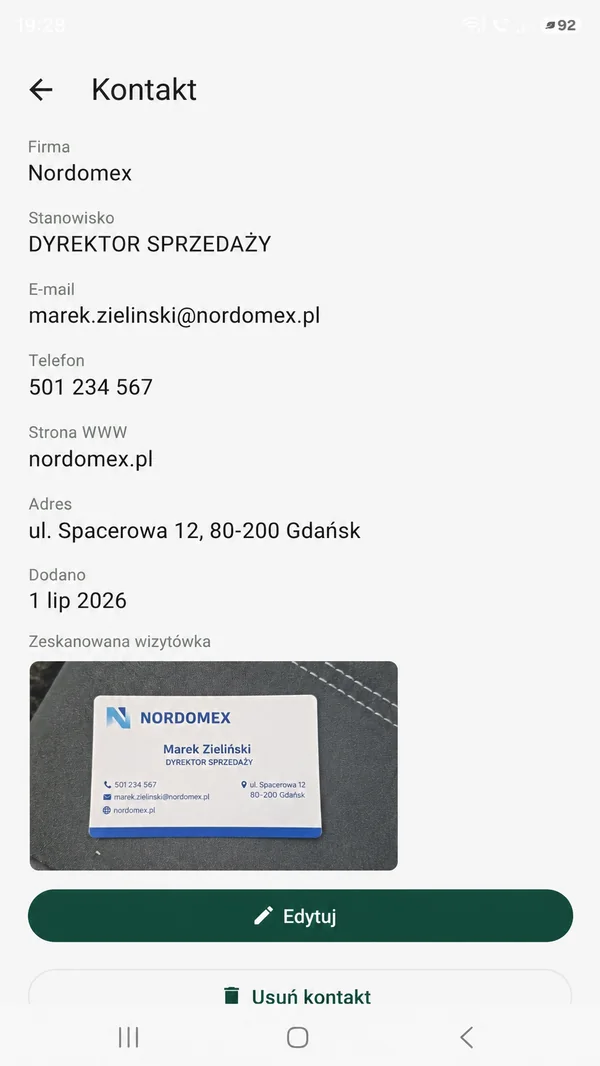 19:28
92
Kontakt
Firma
Nordomex
Stanowisko
DYREKTOR SPRZEDAŻY
E-mail
marek.zielinski@nordomex.pl
Telefon
501 234 567
Strona WWW
nordomex.pl
Adres
ul. Spacerowa 12, 80-200 Gdańsk
Dodano
1 lip 2026
Zeskanowana wizytówka
NORDOMEX
Marek Zieliński
DYREKTOR SPRZEDAŻY
501 234 567
marek.zielinski@nordomex.pl
nordomex.pl
ul. Spacerowa 12
80-200 Gdańsk
Edytuj
Usuń kontakt